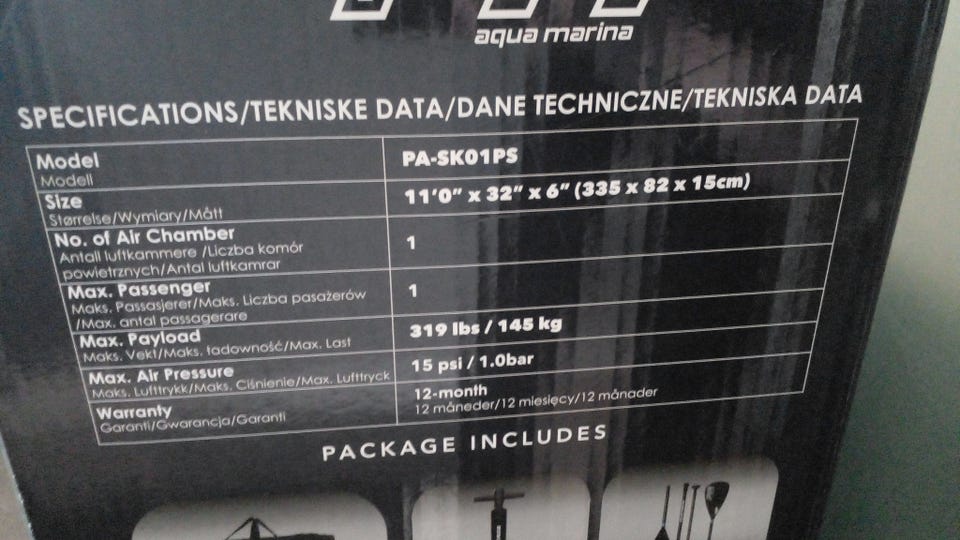 aqua marina
SPECIFICATIONS/TEKNISKE DATA/DANE TECHNICZNE/TEKNISKA DATA
Model
Modell
PA-SK01PS
Size
Størrelse/Wymiary/Mått
11'0" x 32" x 6" (335 x 82 x 15cm)
No. of Air Chamber
Antall luftkammere /Liczba komór
powietrznych/Antal luftkamrar
1
Max. Passenger
Maks. Passasjerer/Maks. Liczba pasażerów
/Max. antal passagerare
1
Max. Payload
Maks. Vekt/Maks. ładowność/Max. Last
319 lbs / 145 kg
Max. Air Pressure
Maks. Lufttrykk/Maks. Ciśnienie/Max. Lufttryck
15 psi / 1.0bar
Warranty
Garanti/Gwarancja/Garanti
12-month
12 måneder/12 miesięcy/12 månader
PACKAGE INCLUDES